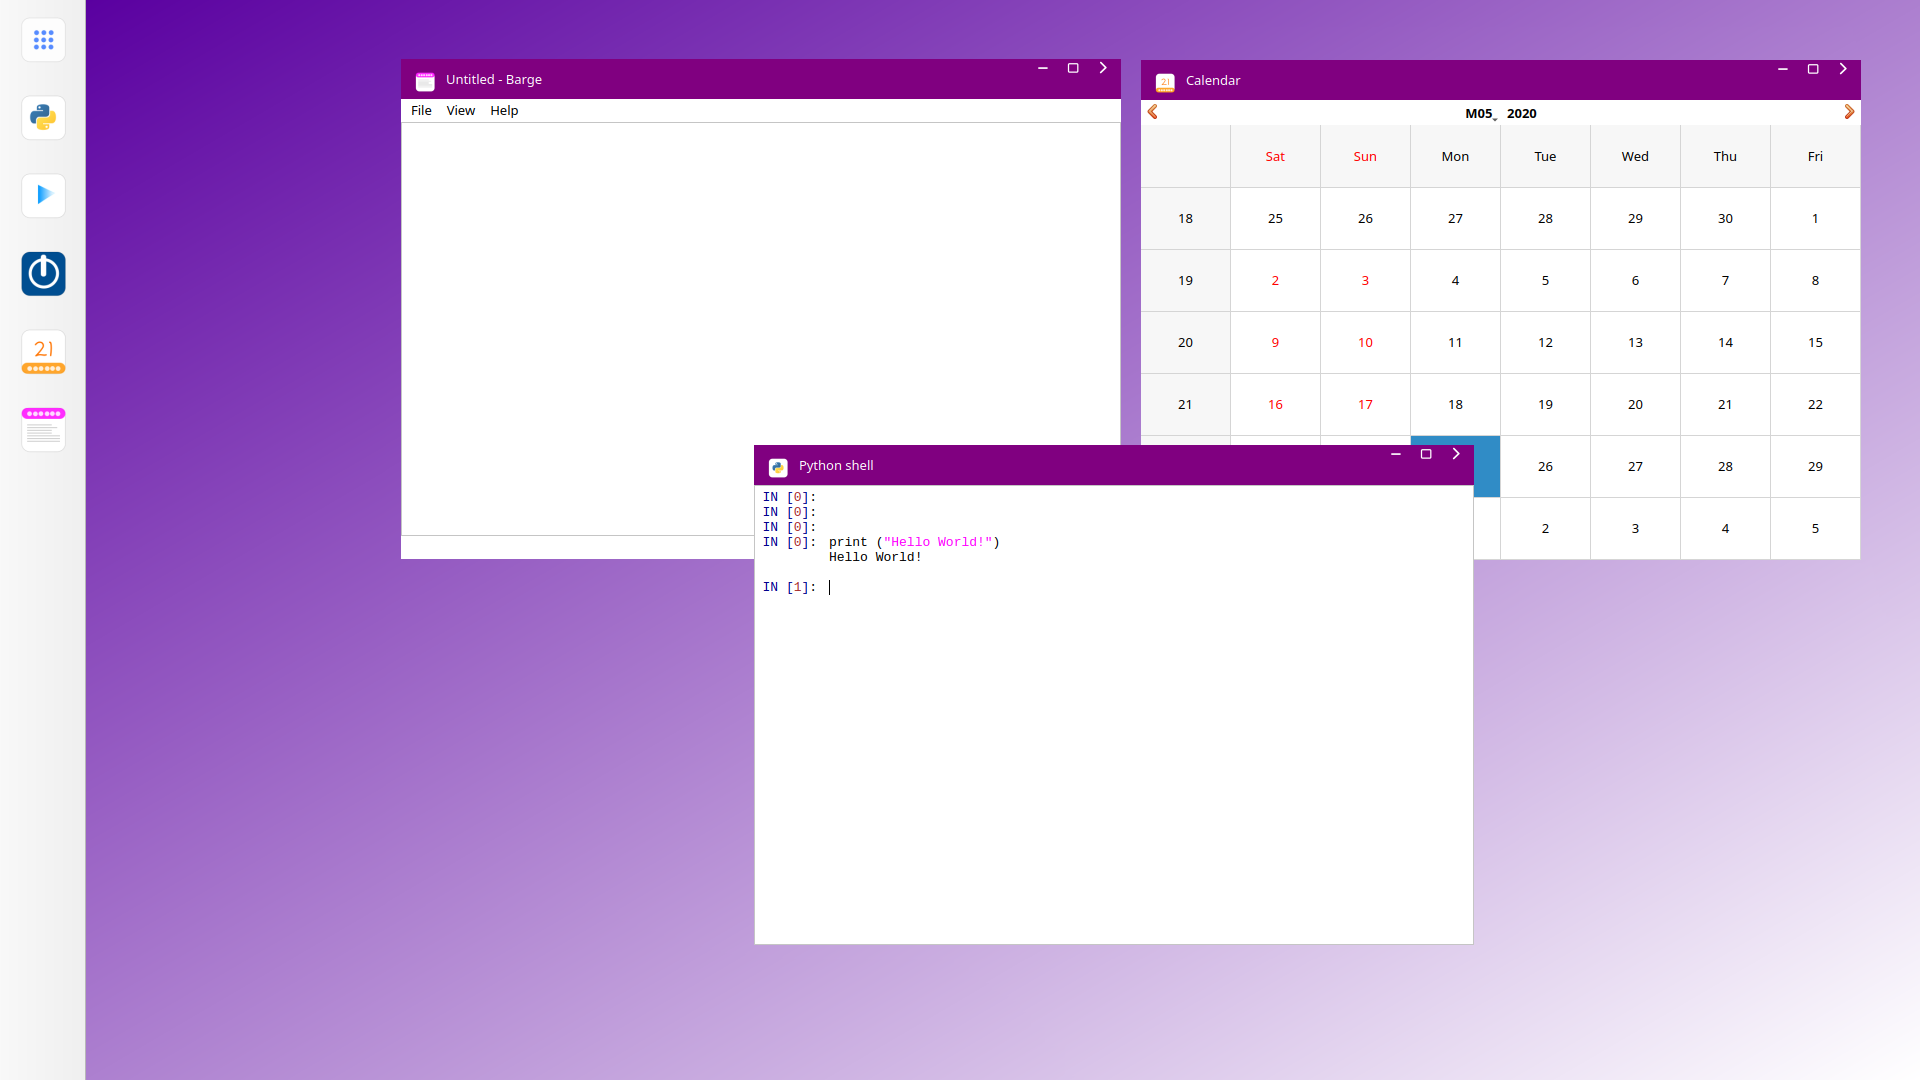 21
Untitled - Barge
File View Help
21 Calendar
M05 2020
Sat Sun Mon Tue Wed Thu Fri
18 25 26 27 28 29 30 1
19 2 3 4 5 6 7 8
20 9 10 11 12 13 14 15
21 16 17 18 19 20 21 22
26 27 28 29
2 3 4 5
Python shell
IN [0]:
IN [0]:
IN [0]:
IN [0]: print ("Hello World!")
Hello World!
IN [1]: